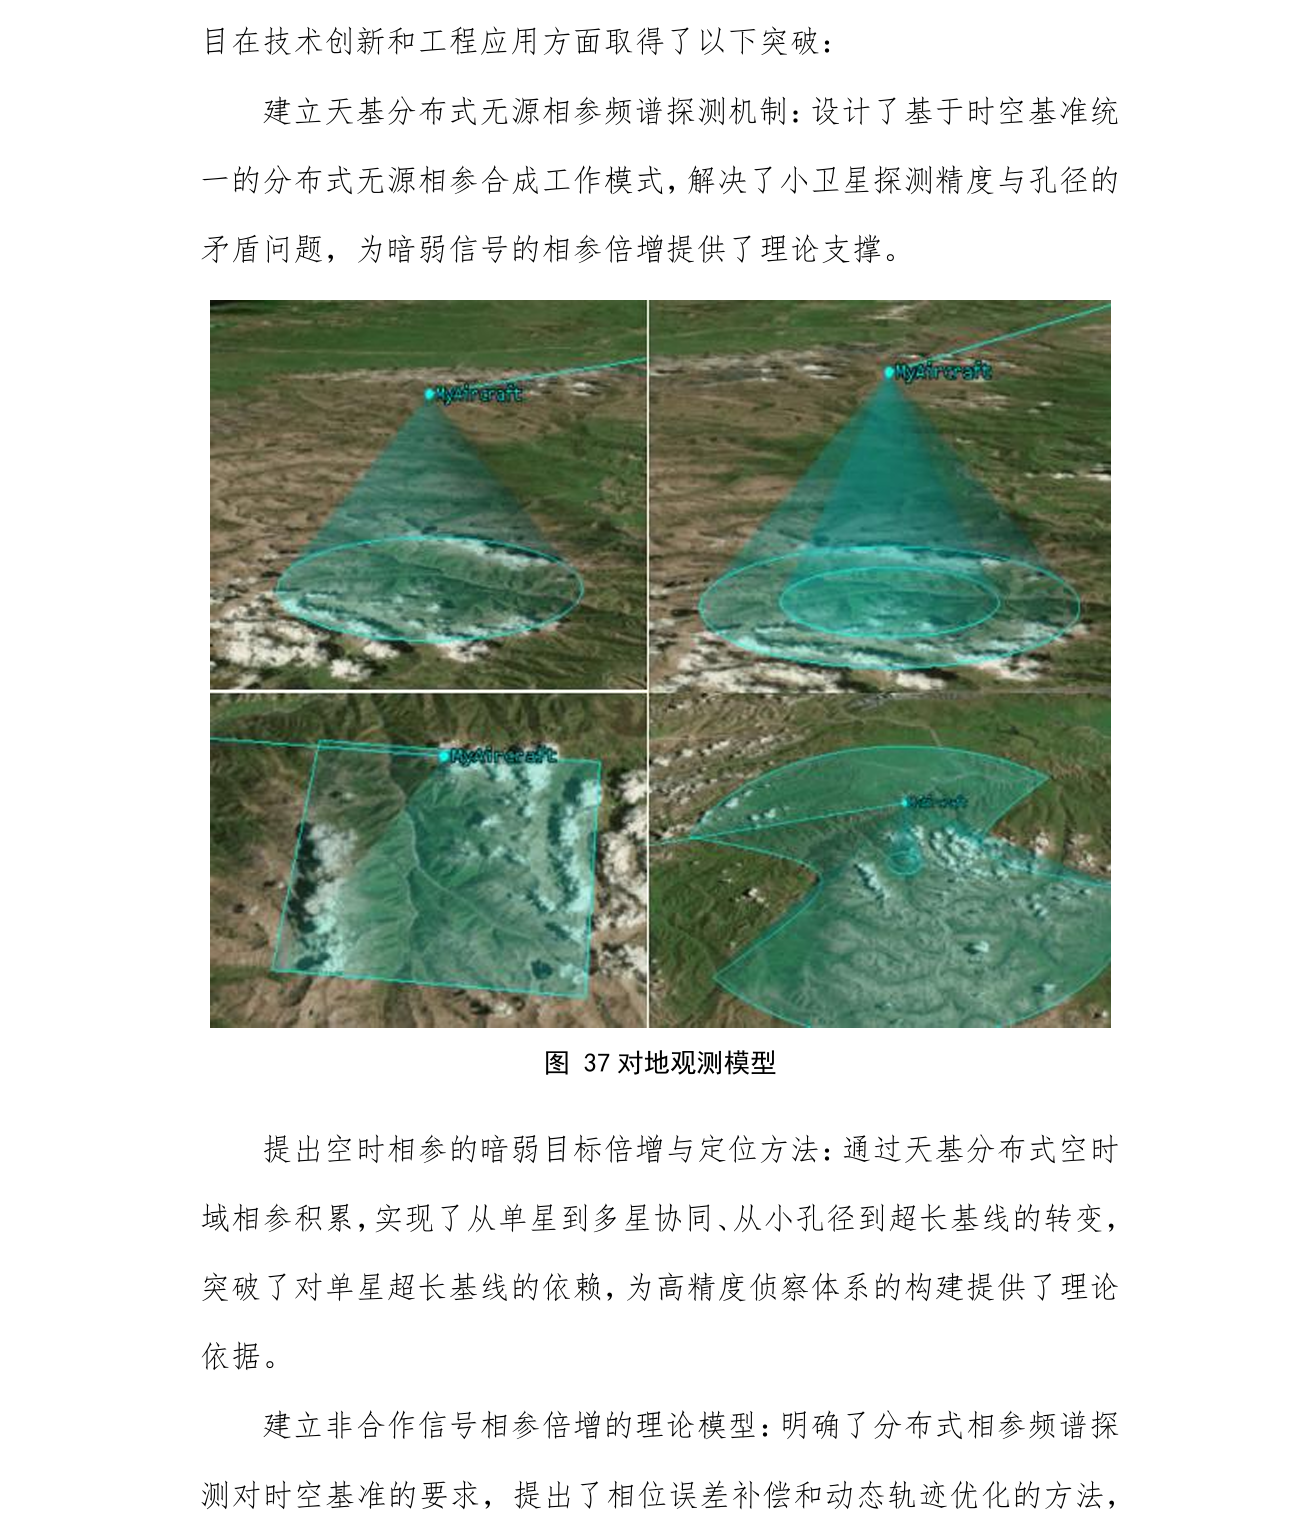 目在技术创新和工程应用方面取得了以下突破：
建立天基分布式无源相参频谱探测机制：设计了基于时空基准统
一的分布式无源相参合成工作模式，解决了小卫星探测精度与孔径的
矛盾问题，为暗弱信号的相参倍增提供了理论支撑。
MyAircraft
MyAircraft
MyAircraft
MyAircraft
图 37 对地观测模型
提出空时相参的暗弱目标倍增与定位方法：通过天基分布式空时
域相参积累，实现了从单星到多星协同、从小孔径到超长基线的转变，
突破了对单星超长基线的依赖，为高精度侦察体系的构建提供了理论
依据。
建立非合作信号相参倍增的理论模型：明确了分布式相参频谱探
测对时空基准的要求，提出了相位误差补偿和动态轨迹优化的方法，